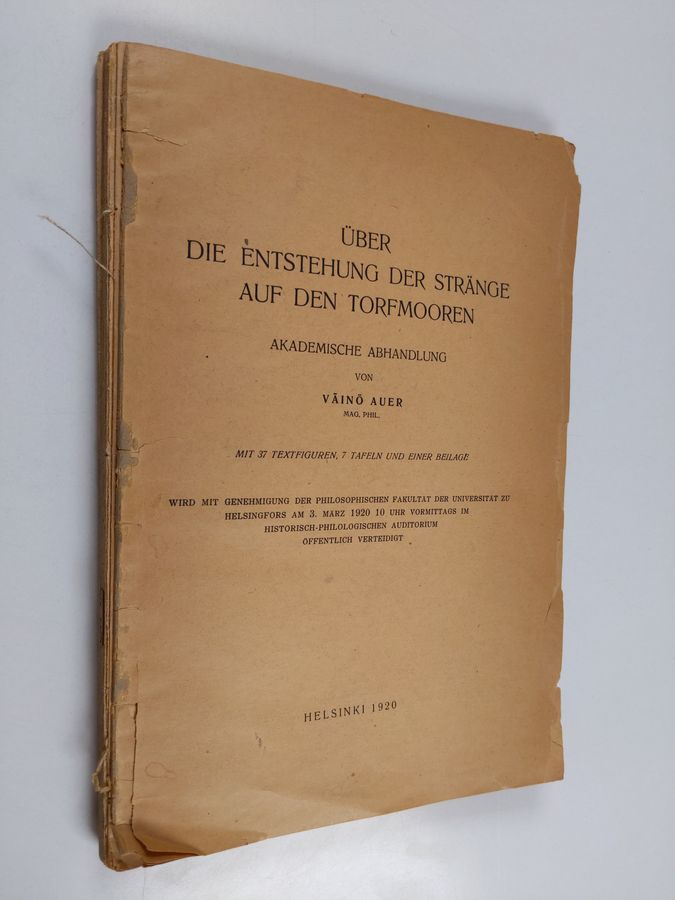 ÜBER
DIE ENTSTEHUNG DER STRÄNGE
AUF DEN TORFMOOREN
AKADEMISCHE ABHANDLUNG
VON
VÄINÖ AUER
MAG. PHIL.
MIT 37 TEXTFIGUREN, 7 TAFELN UND EINER BEILAGE
WIRD MIT GENEHMIGUNG DER PHILOSOPHISCHEN FAKULTÄT DER UNIVERSITÄT ZU
HELSINGFORS AM 3. MÄRZ 1920 10 UHR VORMITTAGS IM
HISTORISCH-PHILOLOGISCHEN AUDITORIUM
ÖFFENTLICH VERTEIDIGT
HELSINKI 1920